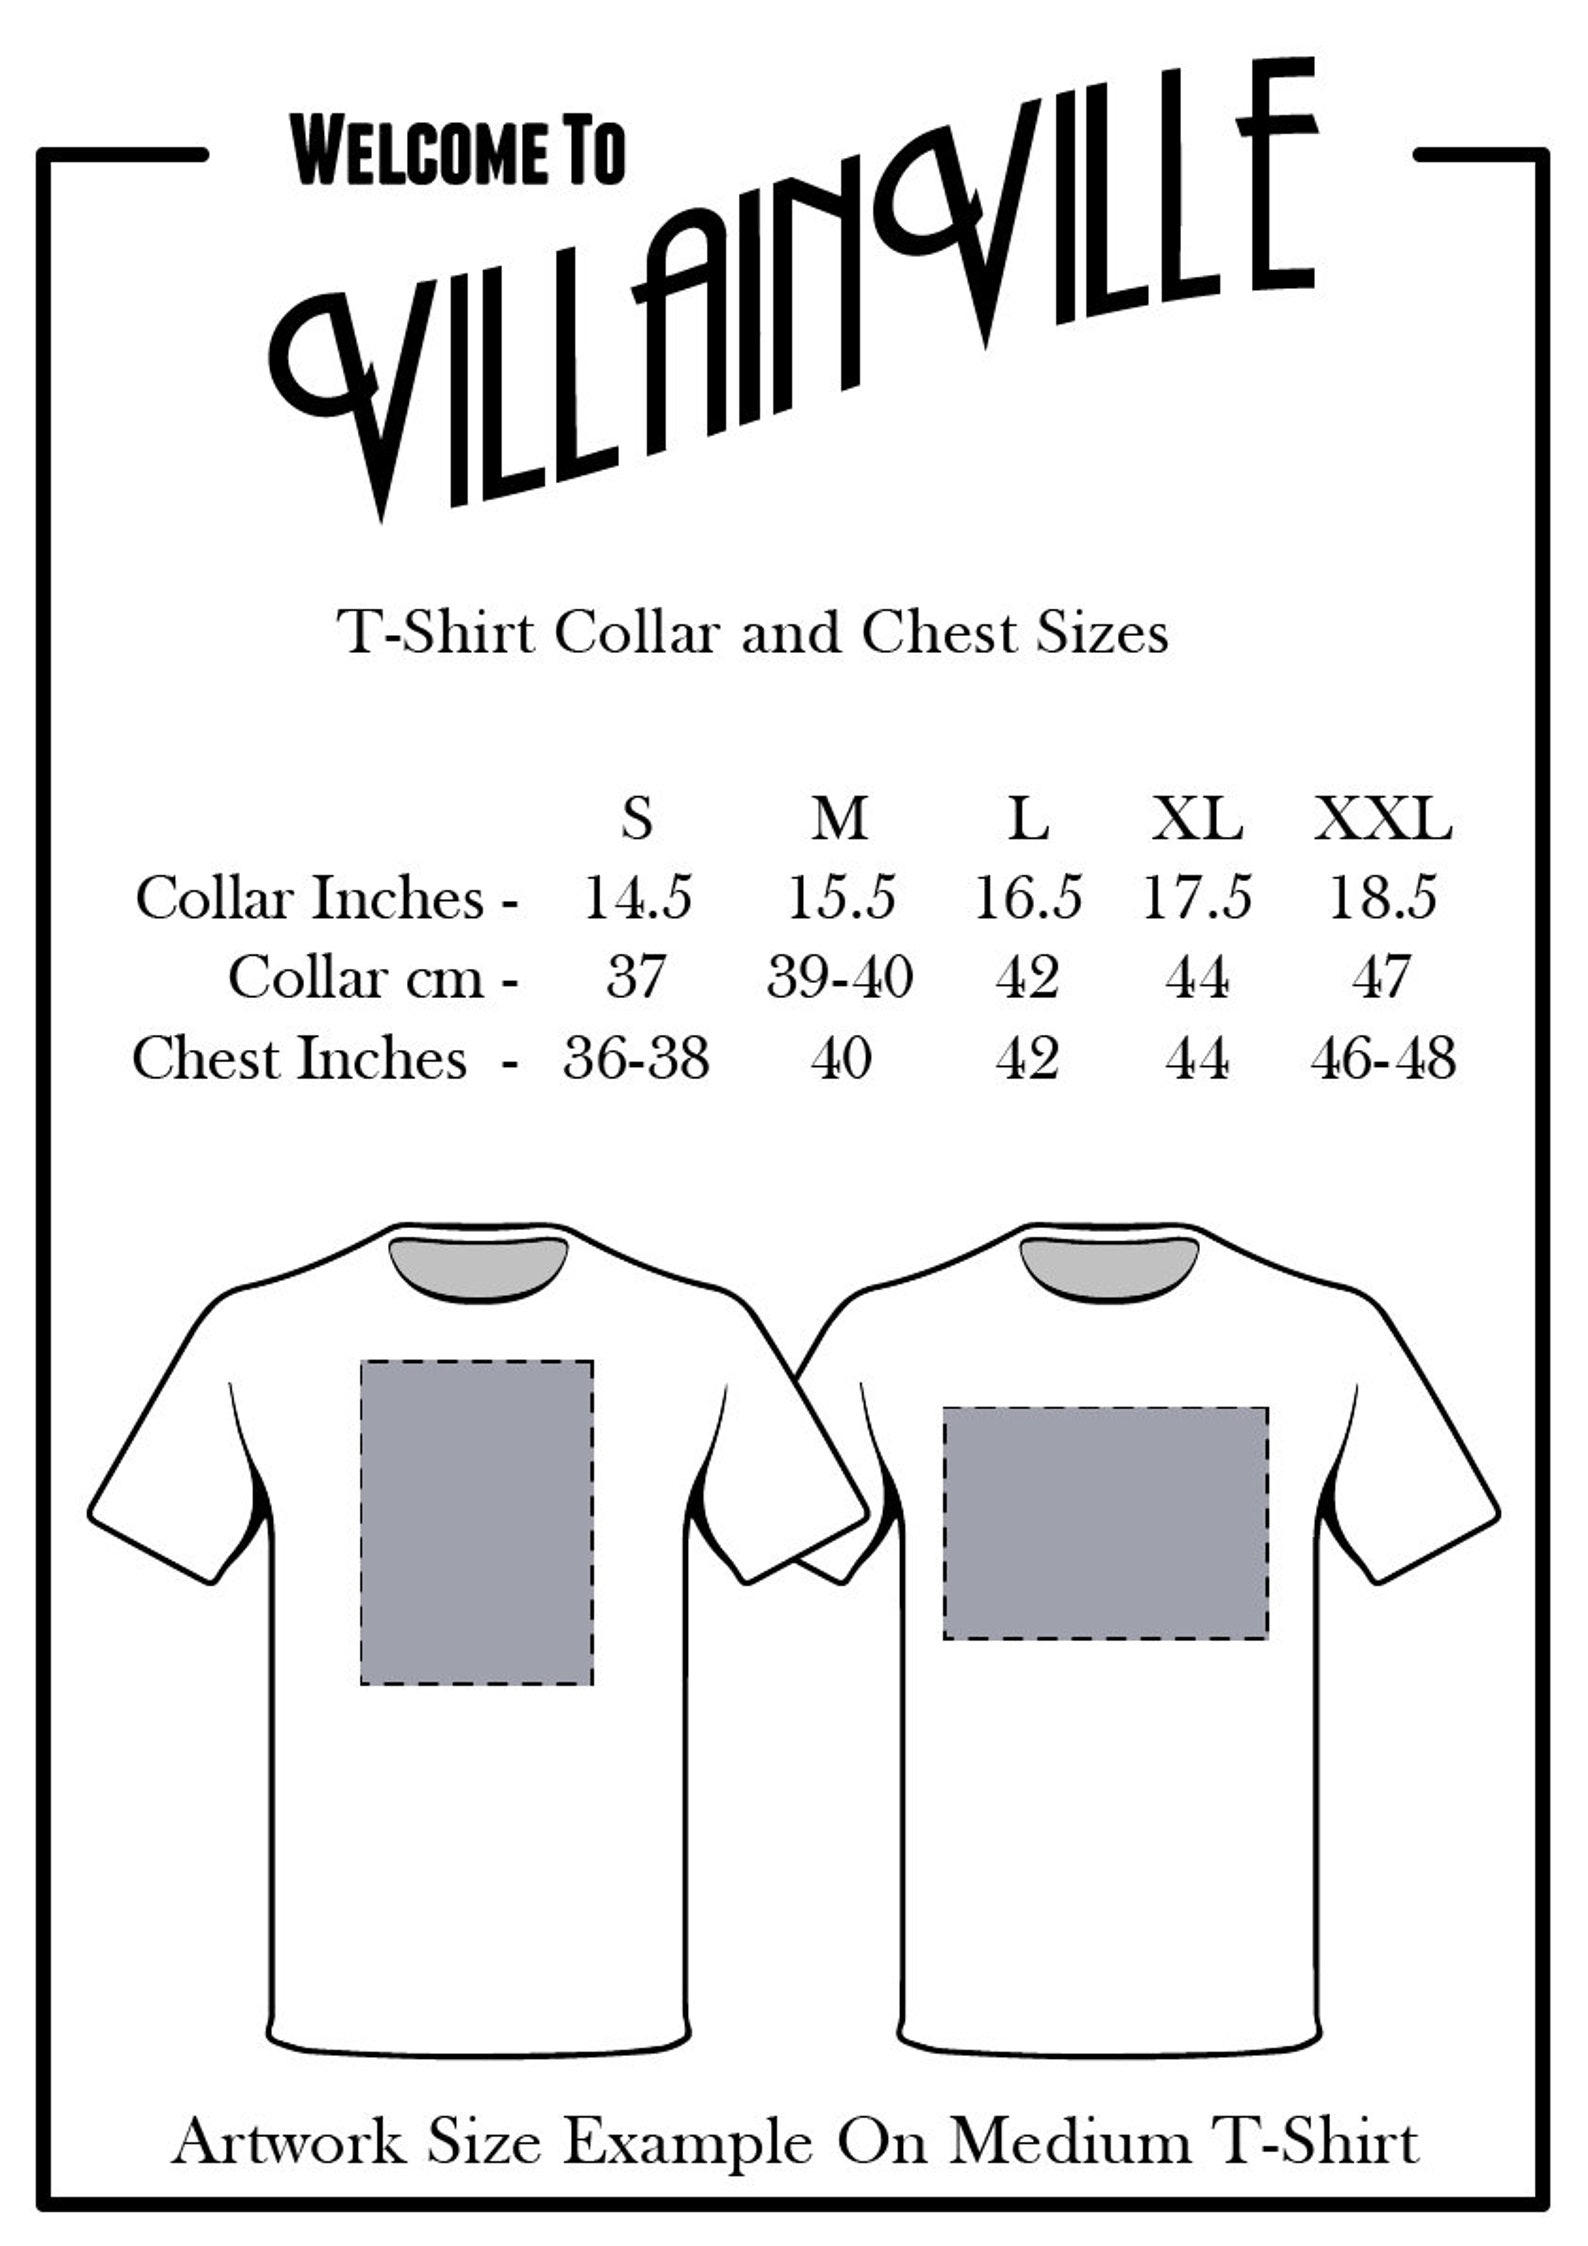 WELCOME TO
VILLAINVILLE
T-Shirt Collar and Chest Sizes
S M L XL XXL
Collar Inches - 14.5 15.5 16.5 17.5 18.5
Collar cm - 37 39-40 42 44 47
Chest Inches - 36-38 40 42 44 46-48
Artwork Size Example On Medium T-Shirt